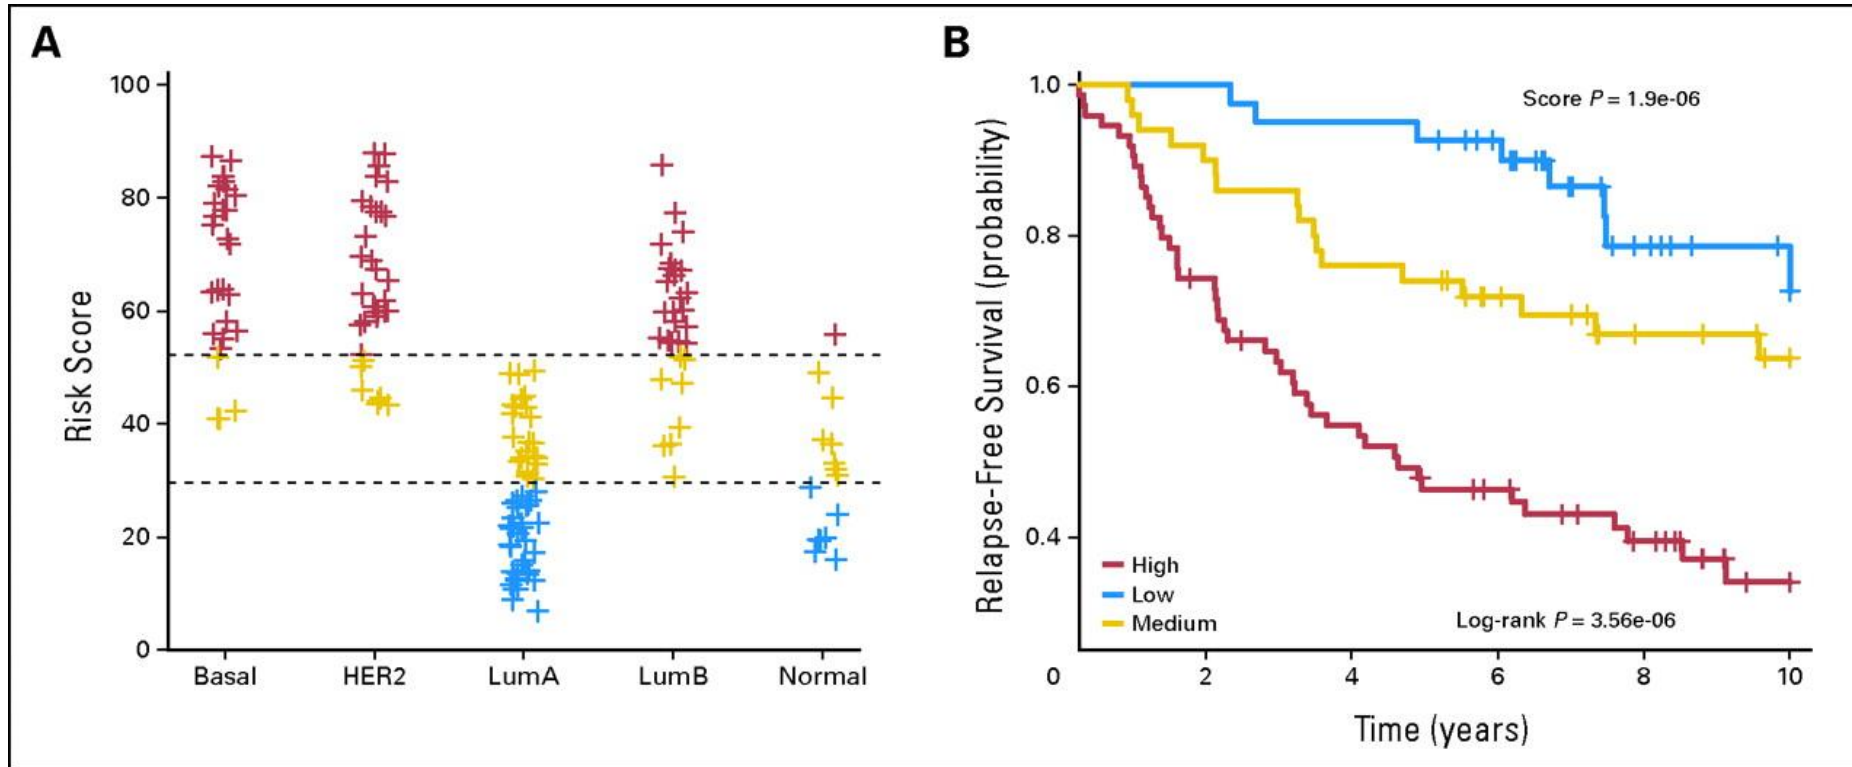 A
Risk Score
100
80
60
40
20
0
Basal HER2 LumA LumB Normal
B
Relapse-Free Survival (probability)
1.0
0.8
0.6
0.4
Score P = 1.9e-06
High
Low
Medium
Log-rank P = 3.56e-06
0 2 4 6 8 10
Time (years)